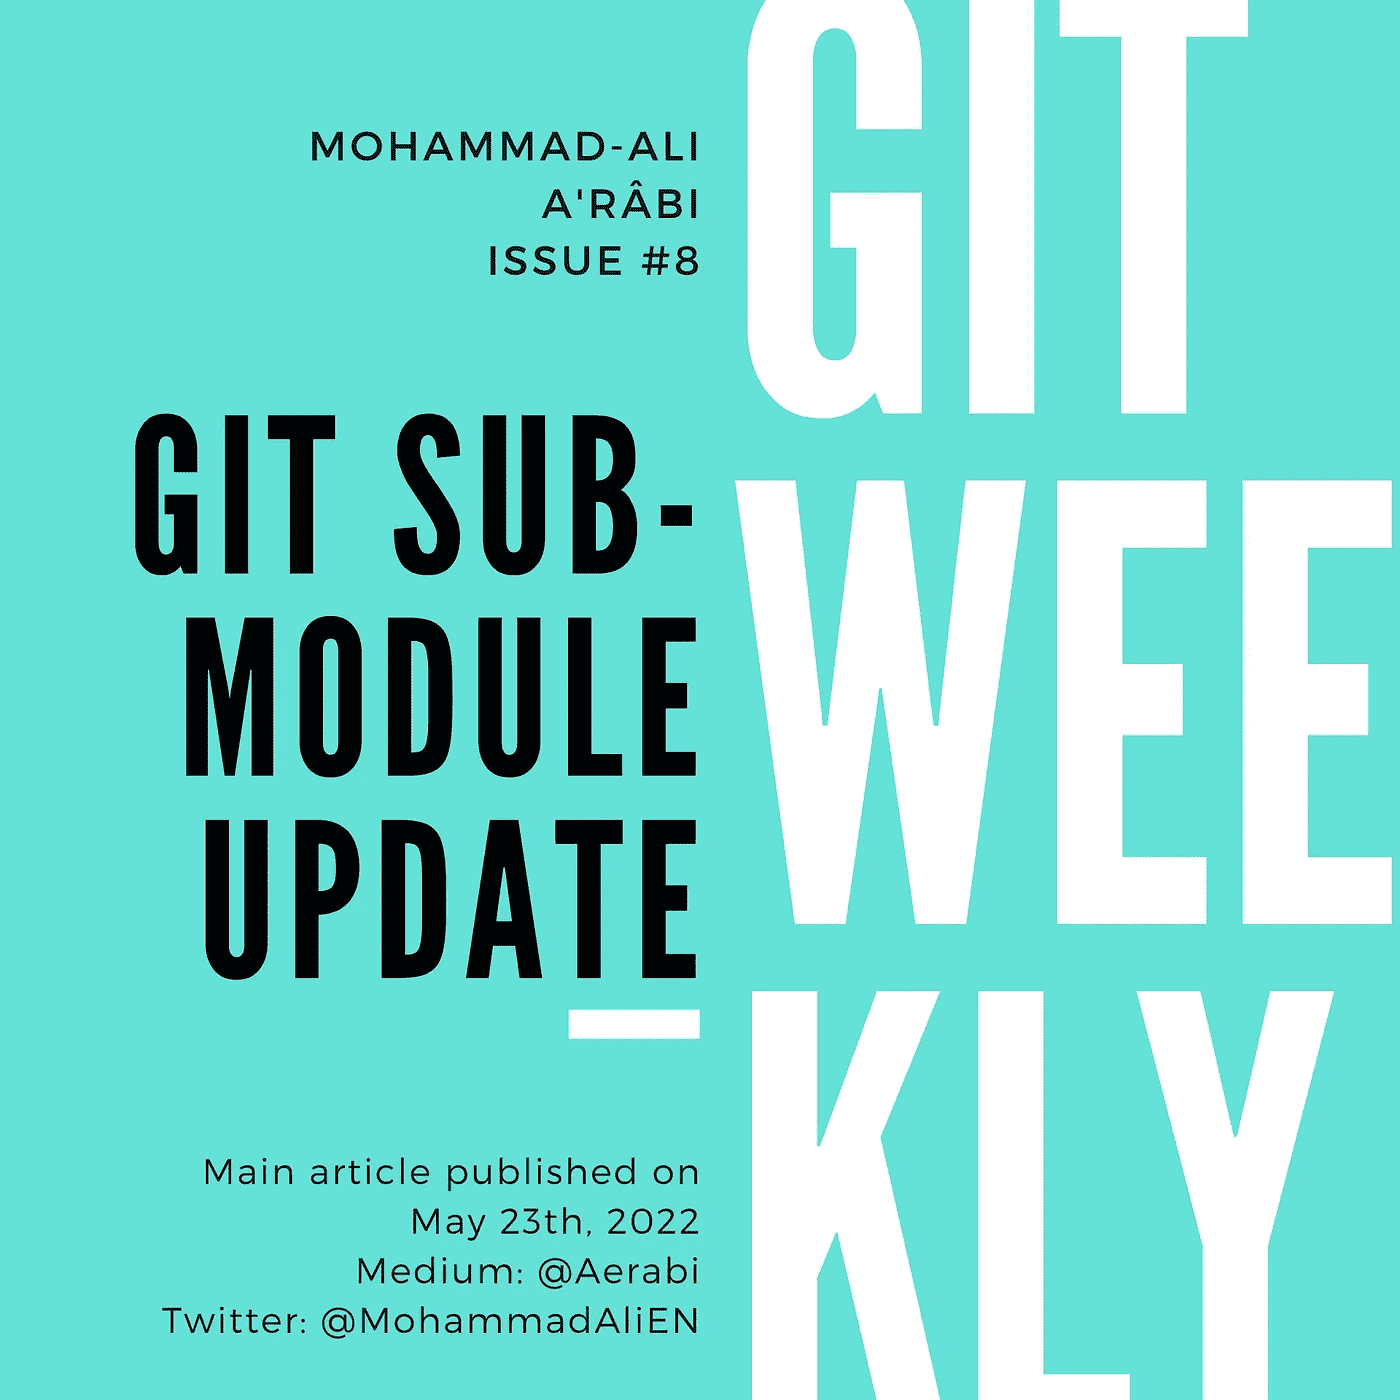 MOHAMMAD-ALI
A'RÂBI
ISSUE #8
GIT SUB-
MODULE
UPDATE
Main article published on
May 23th, 2022
Medium: @Aerabi
Twitter: @MohammadAliEN
GIT
WEE
KLY